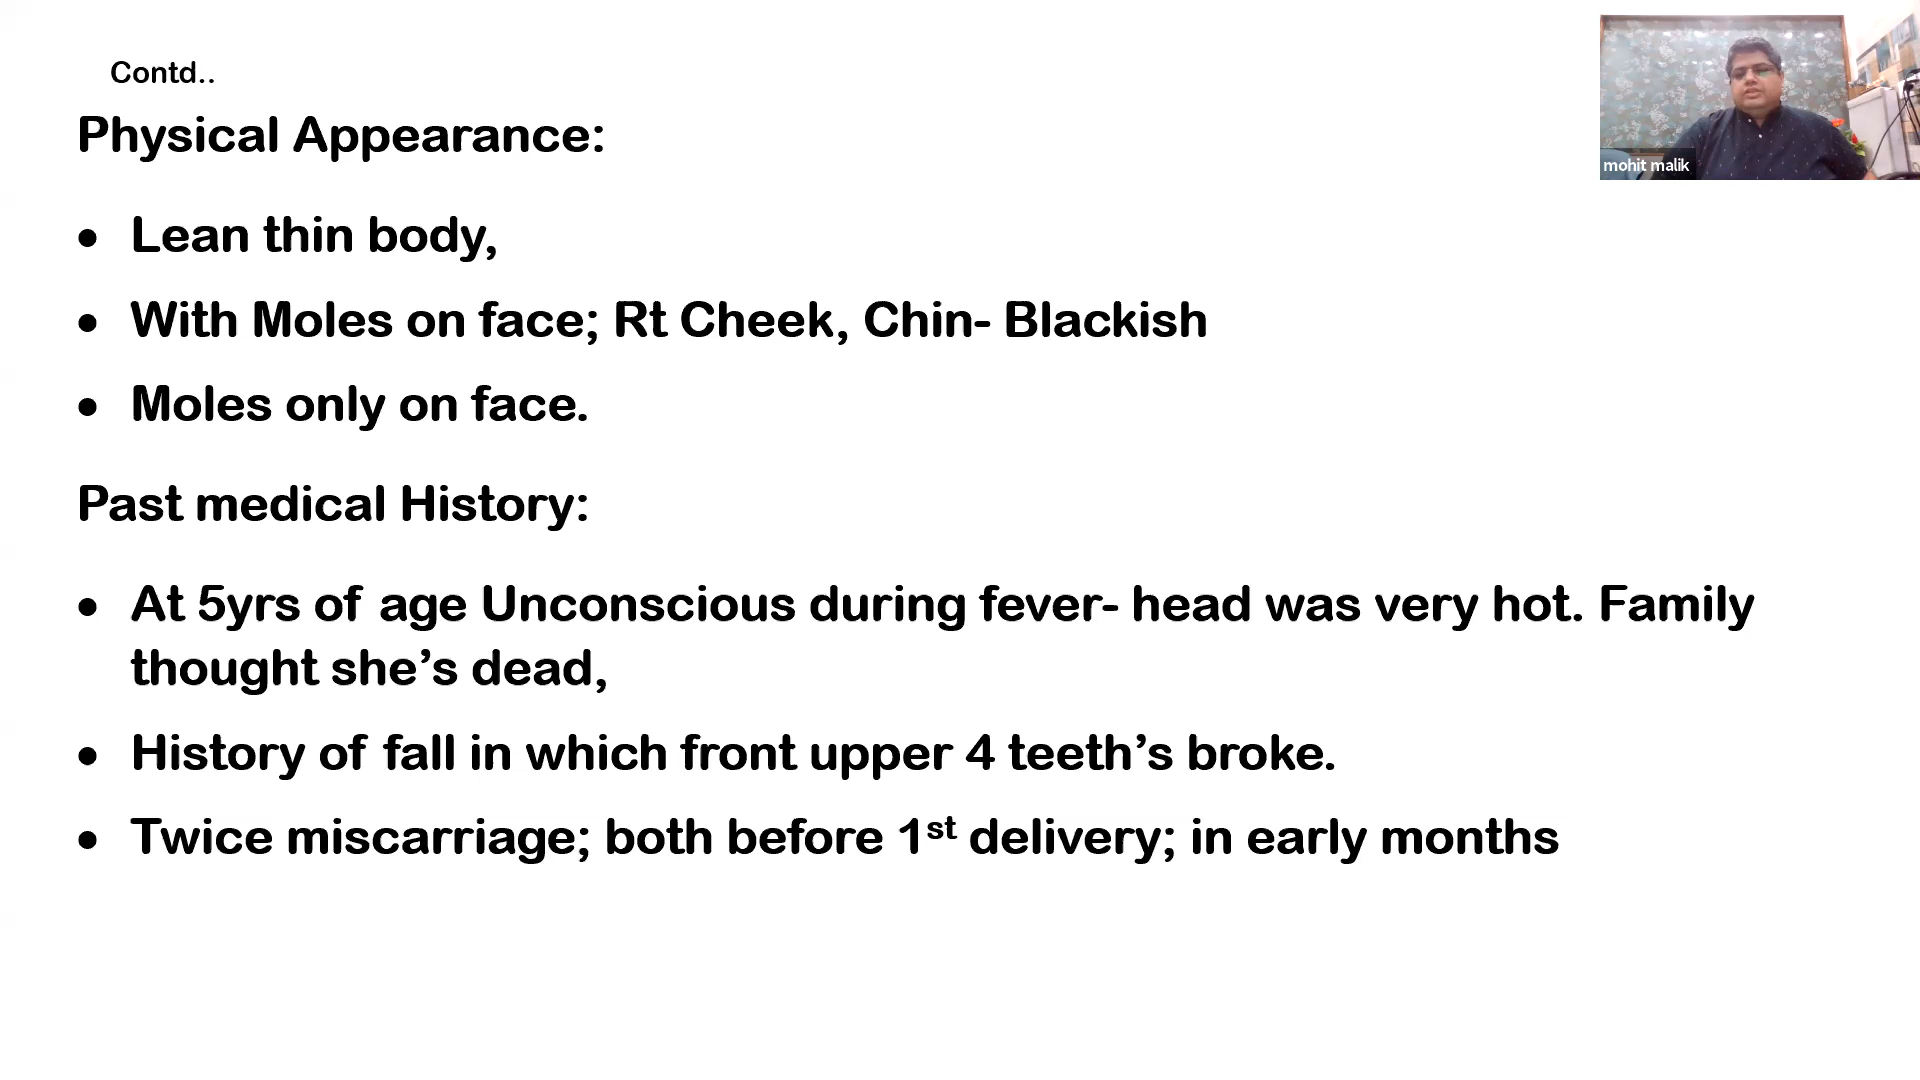 Contd..
Physical Appearance:
• Lean thin body,
• With Moles on face; Rt Cheek, Chin- Blackish
• Moles only on face.
Past medical History:
• At 5yrs of age Unconscious during fever- head was very hot. Family
thought she’s dead,
• History of fall in which front upper 4 teeth’s broke.
• Twice miscarriage; both before 1st delivery; in early months
mohit malik